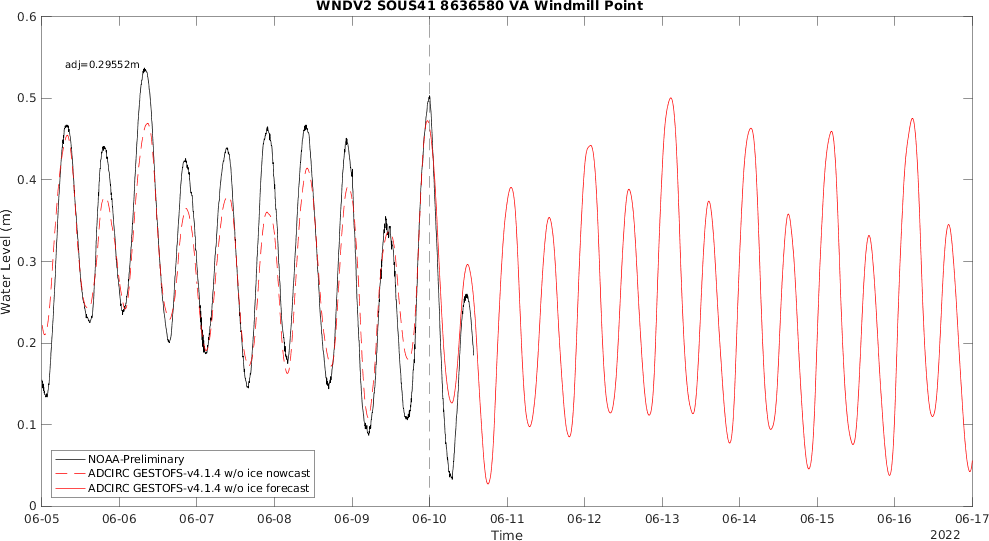 WNDV2 SOUS41 8636580 VA Windmill Point
adj=0.29552m
Water Level (m)
0.6
0.5
0.4
0.3
0.2
0.1
0
NOAA-Preliminary
ADCIRC GESTOFS-v4.1.4 w/o ice nowcast
ADCIRC GESTOFS-v4.1.4 w/o ice forecast
06-05 06-06 06-07 06-08 06-09 06-10 06-11 06-12 06-13 06-14 06-15 06-16 06-17
Time
2022